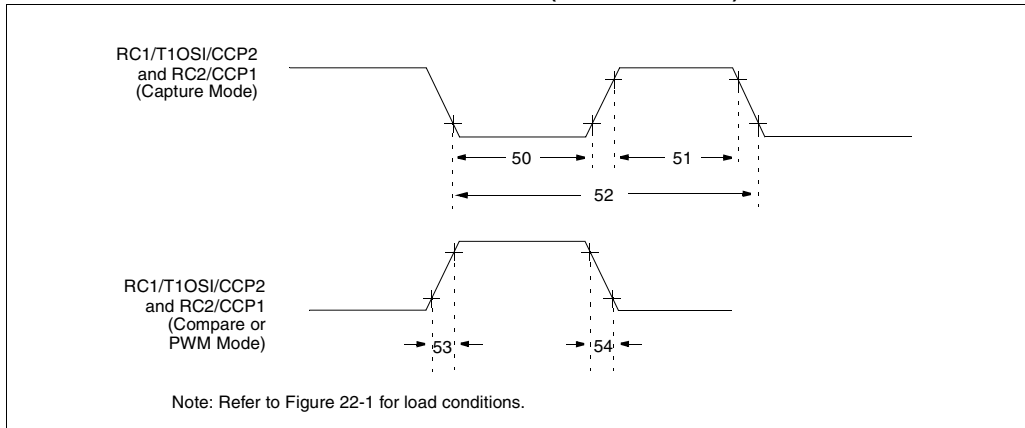 RC1/T1OSI/CCP2
and RC2/CCP1
(Capture Mode)
50
51
52
RC1/T1OSI/CCP2
and RC2/CCP1
(Compare or
PWM Mode)
53
54
Note: Refer to Figure 22-1 for load conditions.